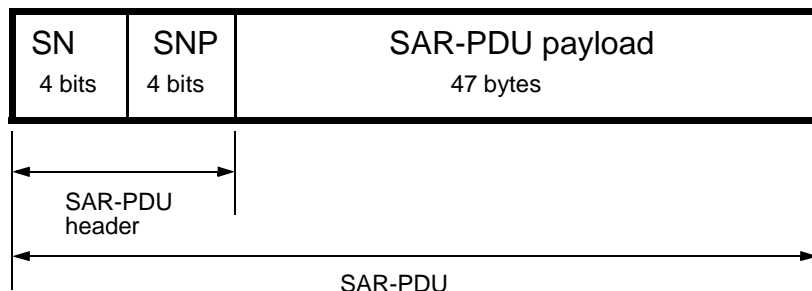 SN SNP SAR-PDU payload
4 bits 4 bits 47 bytes
SAR-PDU
header
SAR-PDU